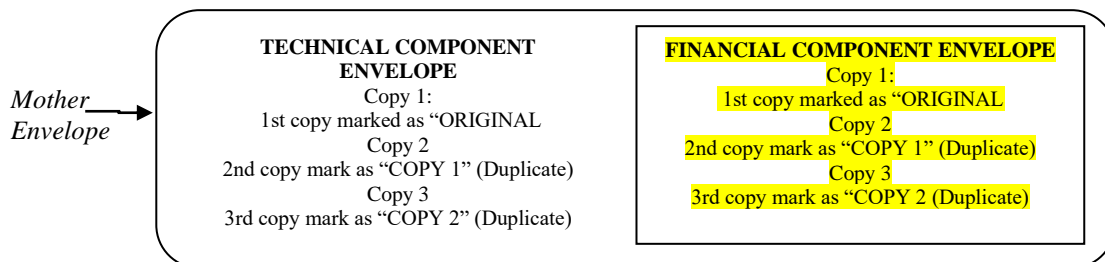 Mother
Envelope
TECHNICAL COMPONENT
ENVELOPE
Copy 1:
1st copy marked as “ORIGINAL
Copy 2
2nd copy mark as “COPY 1” (Duplicate)
Copy 3
3rd copy mark as “COPY 2” (Duplicate)
FINANCIAL COMPONENT ENVELOPE
Copy 1:
1st copy marked as “ORIGINAL
Copy 2
2nd copy mark as “COPY 1” (Duplicate)
Copy 3
3rd copy mark as “COPY 2 (Duplicate)